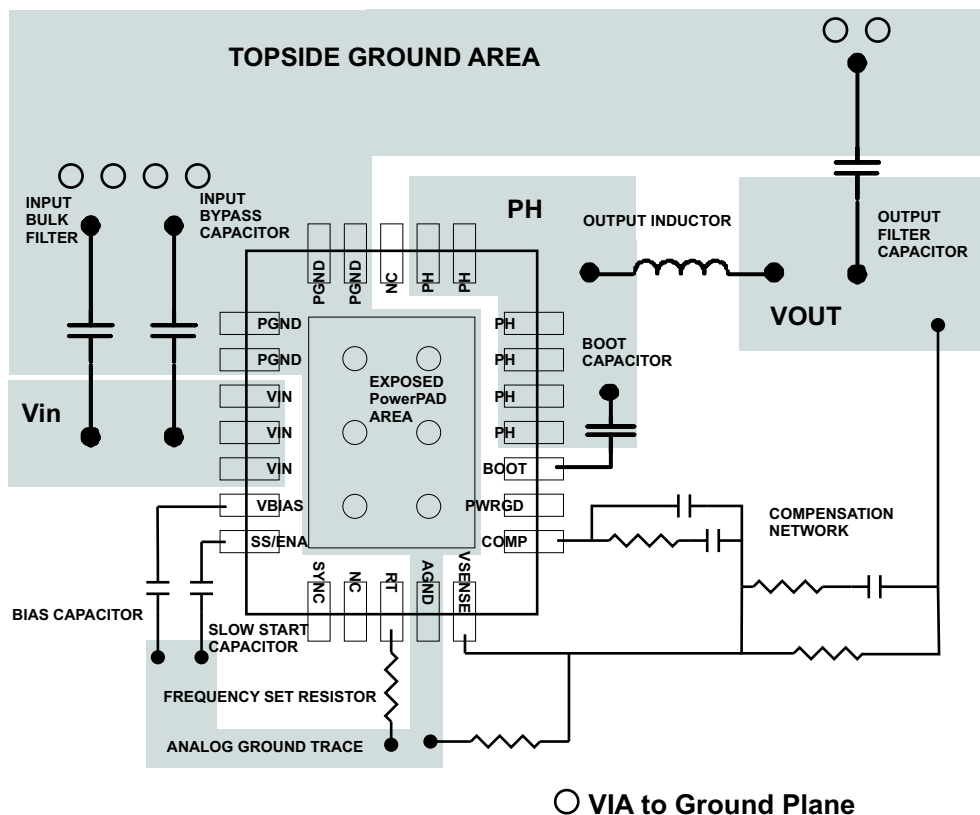 TOPSIDE GROUND AREA
INPUT
BULK
FILTER
INPUT
BYPASS
CAPACITOR
PH
OUTPUT INDUCTOR
OUTPUT
FILTER
CAPACITOR
VOUT
PGND
PGND
NC
PH
PH
PGND
PGND
VIN
VIN
VIN
VBIAS
SS/ENA
Vin
EXPOSED
PowerPAD
AREA
PH
PH
PH
PH
BOOT
PWRGD
COMP
BOOT
CAPACITOR
SYNC
NC
RT
AGND
VSENSE
COMPENSATION
NETWORK
BIAS CAPACITOR
SLOW START
CAPACITOR
FREQUENCY SET RESISTOR
ANALOG GROUND TRACE
VIA to Ground Plane